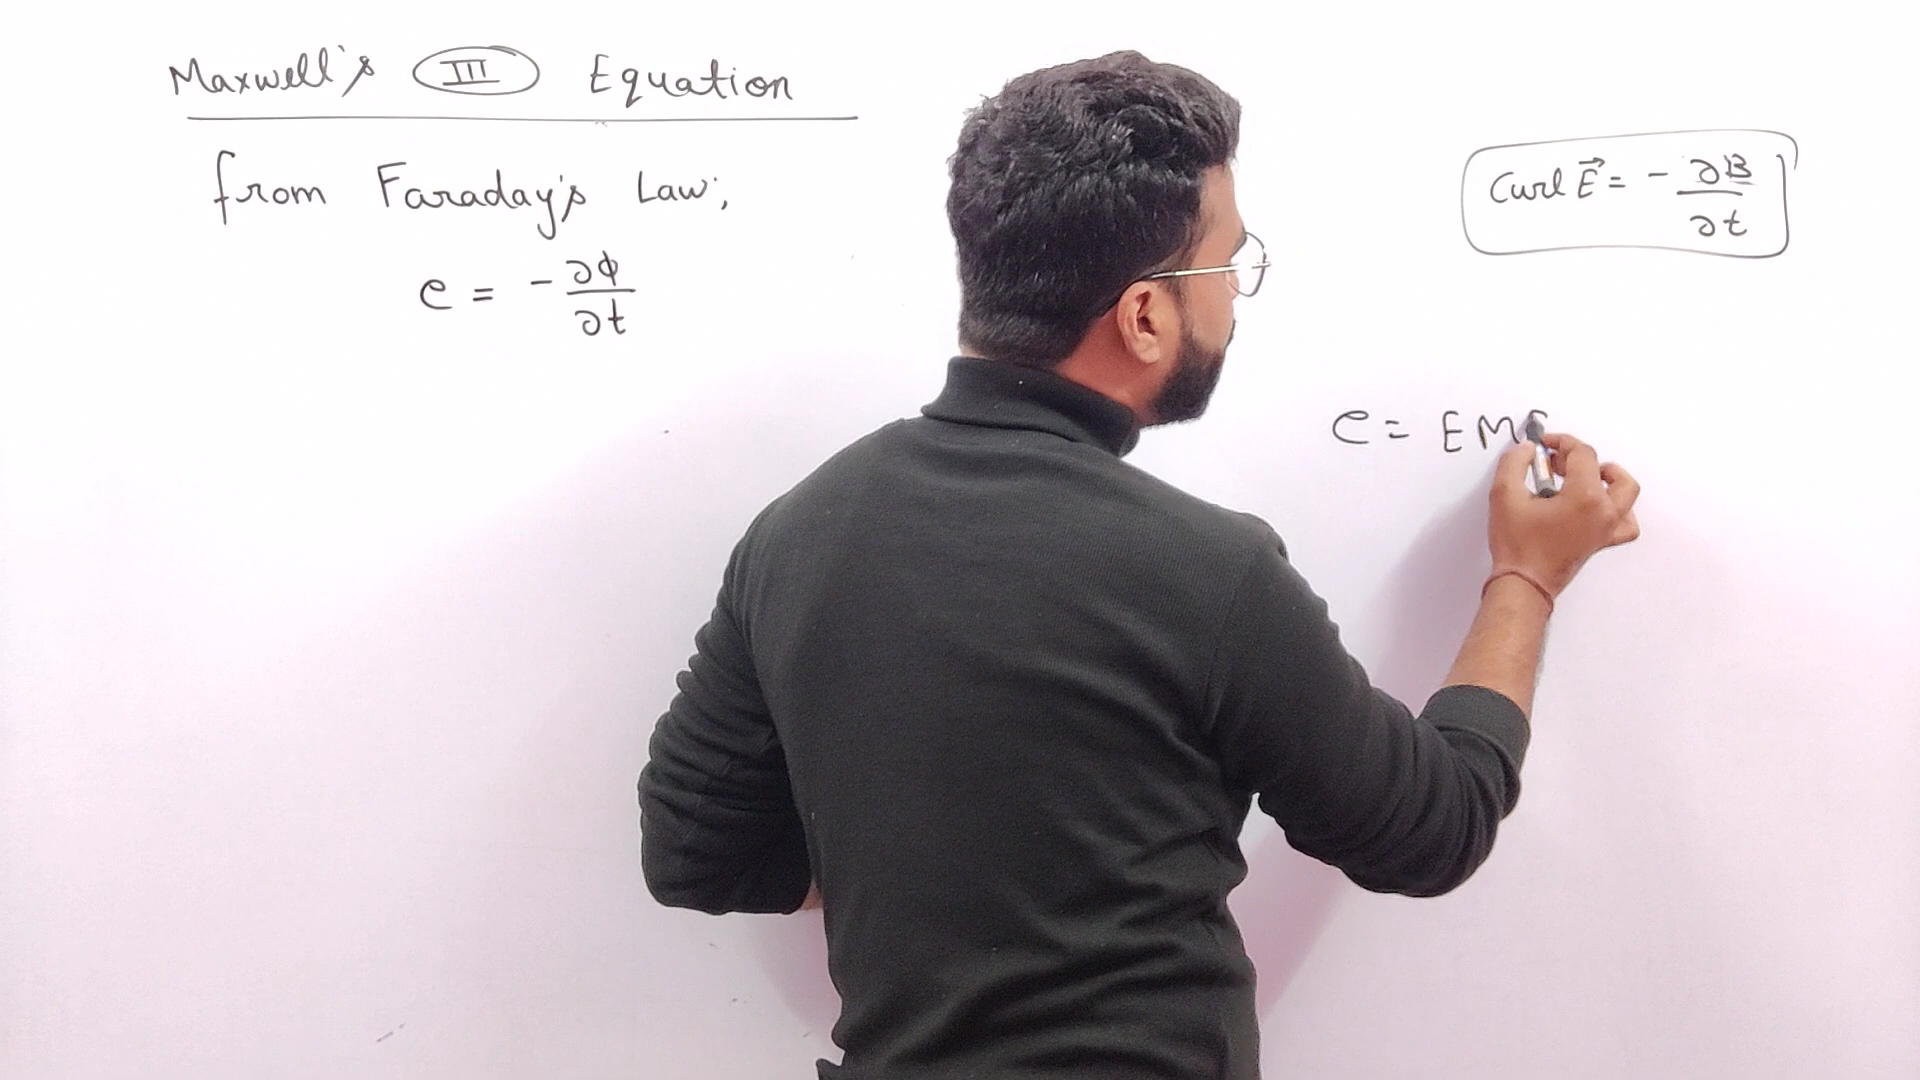 Maxwell's III Equation
from Faraday's Law;
e = - ∂ϕ/∂t
Curl E⃗ = - ∂B/∂t
e = EMF